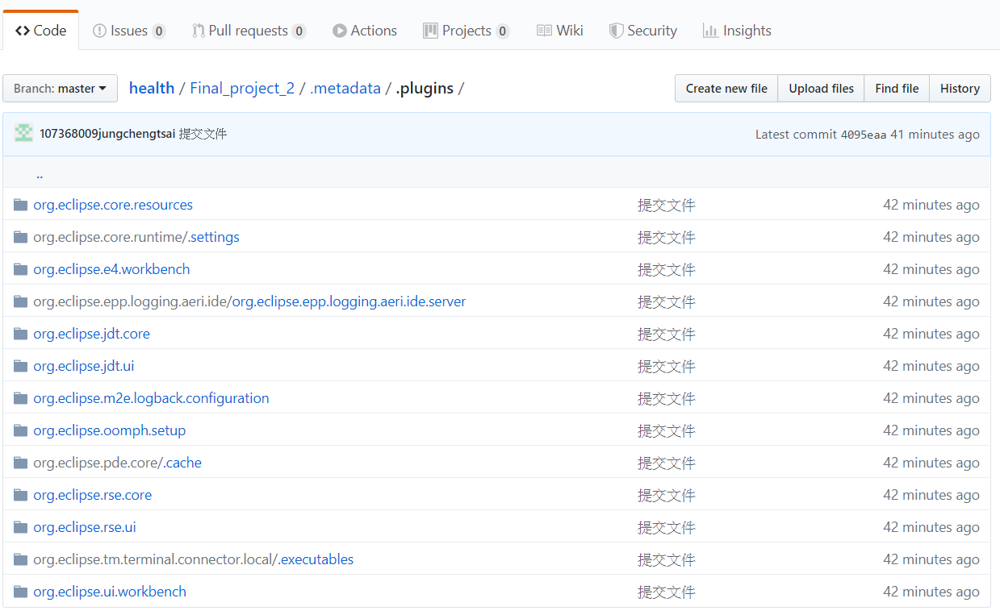 Code Issues 0 Pull requests 0 Actions Projects 0 Wiki Security Insights
Branch: master health / Final_project_2 / .metadata / .plugins / Create new file Upload files Find file History
107368009jungchengtsai 提交文件 Latest commit 4095eaa 41 minutes ago
..
org.eclipse.core.resources 提交文件 42 minutes ago
org.eclipse.core.runtime/.settings 提交文件 42 minutes ago
org.eclipse.e4.workbench 提交文件 42 minutes ago
org.eclipse.epp.logging.aeri.ide/org.eclipse.epp.logging.aeri.ide.server 提交文件 42 minutes ago
org.eclipse.jdt.core 提交文件 42 minutes ago
org.eclipse.jdt.ui 提交文件 42 minutes ago
org.eclipse.m2e.logback.configuration 提交文件 42 minutes ago
org.eclipse.oomph.setup 提交文件 42 minutes ago
org.eclipse.pde.core/.cache 提交文件 42 minutes ago
org.eclipse.rse.core 提交文件 42 minutes ago
org.eclipse.rse.ui 提交文件 42 minutes ago
org.eclipse.tm.terminal.connector.local/.executables 提交文件 42 minutes ago
org.eclipse.ui.workbench 提交文件 42 minutes ago